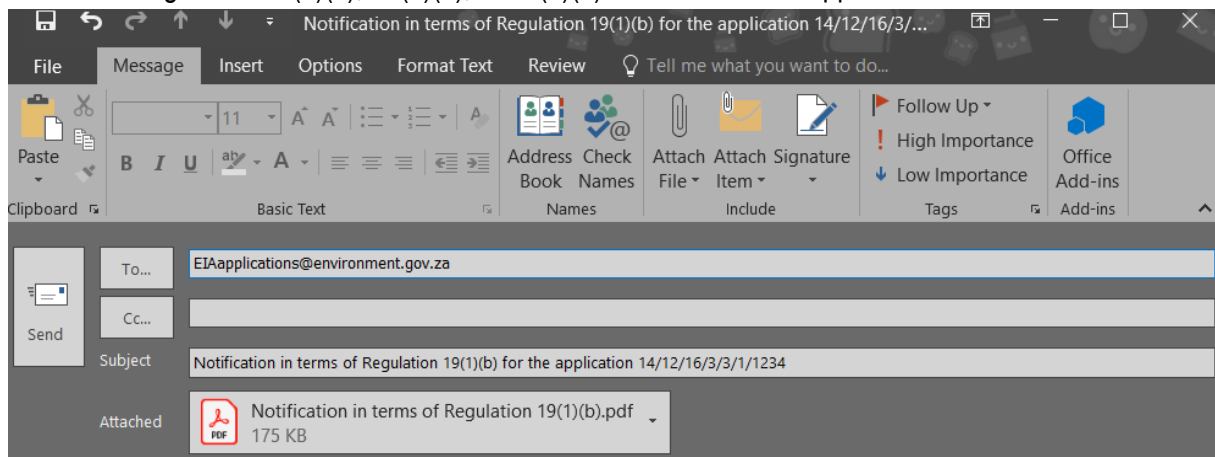 Notification in terms of Regulation 19(1)(b) for the application 14/12/16/3/...
File Message Insert Options Format Text Review Tell me what you want to do...
Paste
Clipboard
11
B I U
Basic Text
Address Book
Check Names
Names
Attach File
Attach Item
Signature
Include
Follow Up
High Importance
Low Importance
Tags
Office Add-ins
Add-ins
Send
To... EIAapplications@environment.gov.za
Cc...
Subject Notification in terms of Regulation 19(1)(b) for the application 14/12/16/3/3/1/1234
Attached Notification in terms of Regulation 19(1)(b).pdf
PDF 175 KB